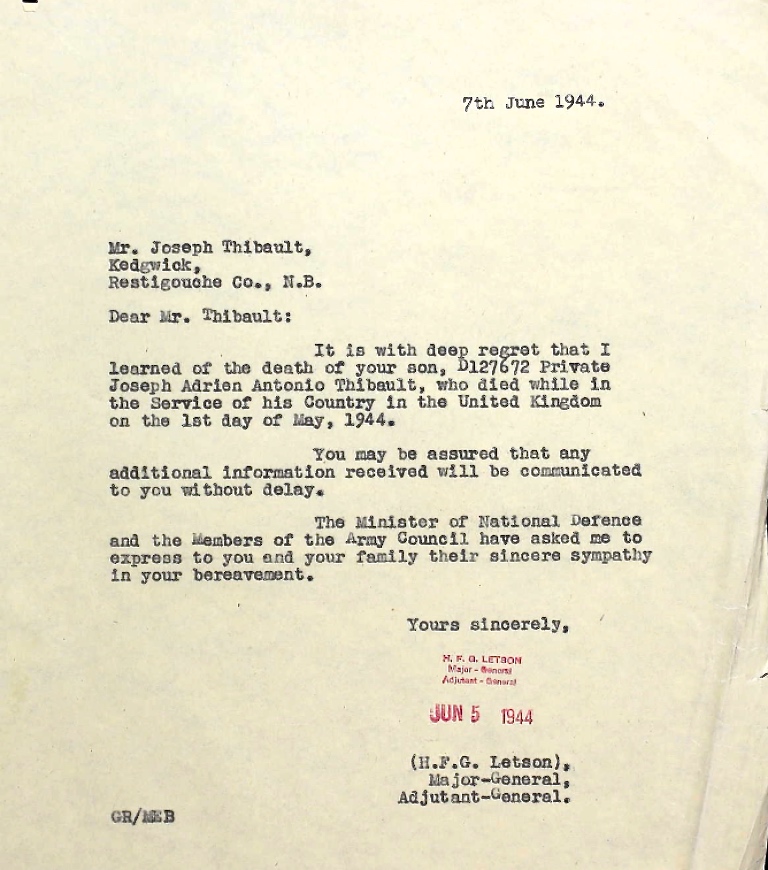 7th June 1944.
Mr. Joseph Thibault,
Kedgwick,
Restigouche Co., N.B.
Dear Mr. Thibault:
It is with deep regret that I
learned of the death of your son, D127672 Private
Joseph Adrien Antonio Thibault, who died while in
the Service of his Country in the United Kingdom
on the 1st day of May, 1944.
You may be assured that any
additional information received will be communicated
to you without delay.
The Minister of National Defence
and the Members of the Army Council have asked me to
express to you and your family their sincere sympathy
in your bereavement.
Yours sincerely,
H. F. G. LETSON
Major - General
Adjutant - General
JUN 5 1944
(H.F.G. Letson),
Major-General,
Adjutant-General.
GR/MEB